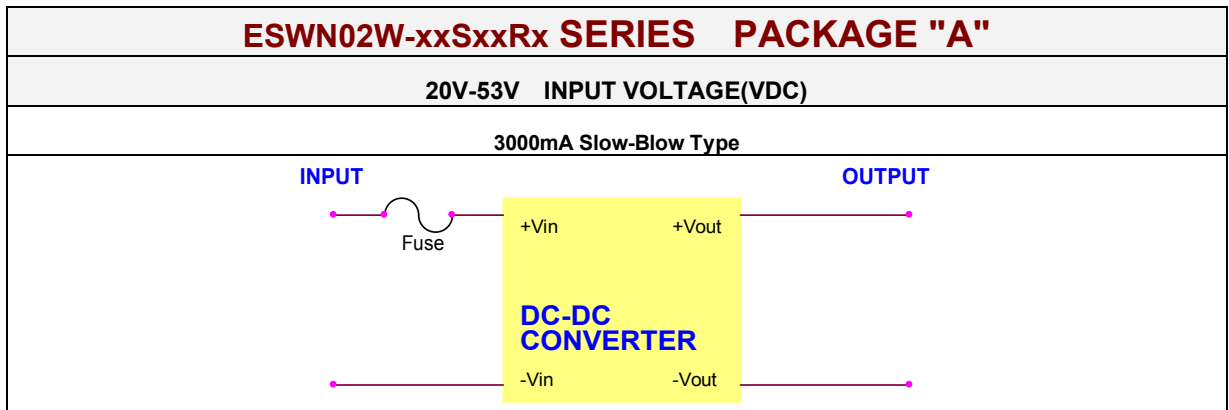 ESWN02W-xxSxxRx SERIES PACKAGE "A"
20V-53V INPUT VOLTAGE(VDC)
3000mA Slow-Blow Type
INPUT OUTPUT
Fuse
+Vin +Vout
DC-DC
CONVERTER
-Vin -Vout